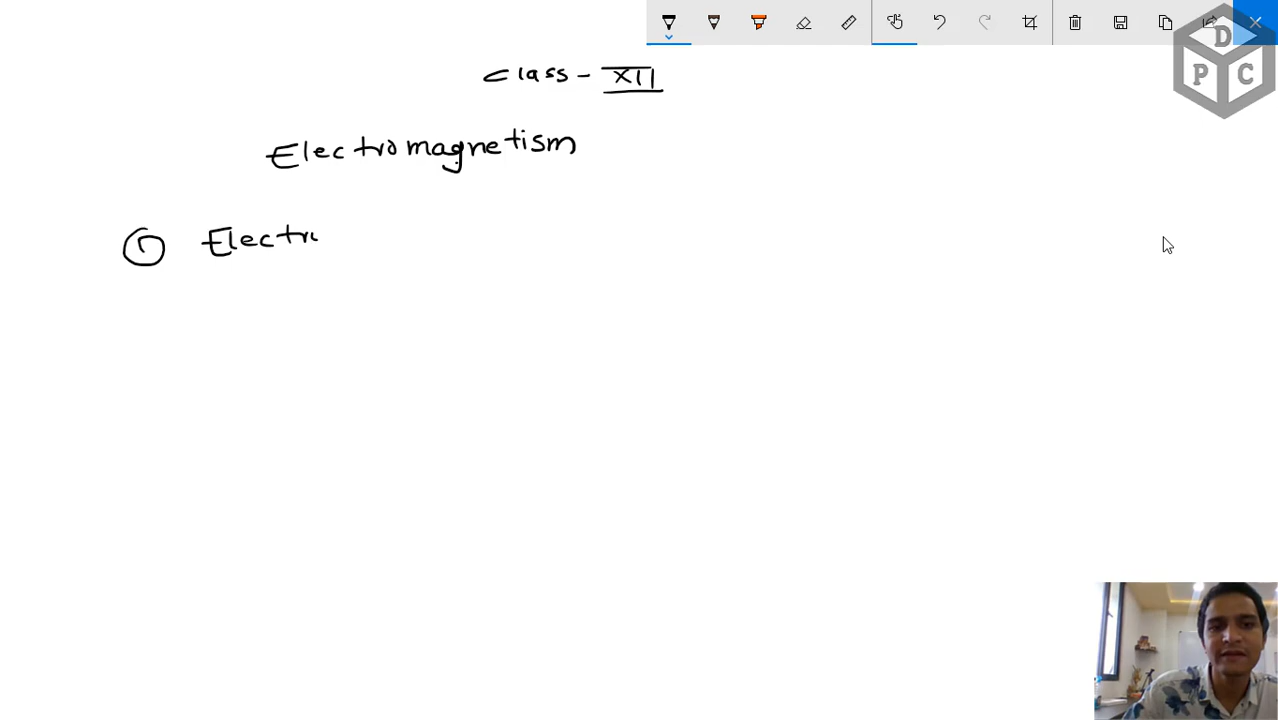 Class - XII
Electromagnetism
① Electr
D
P C